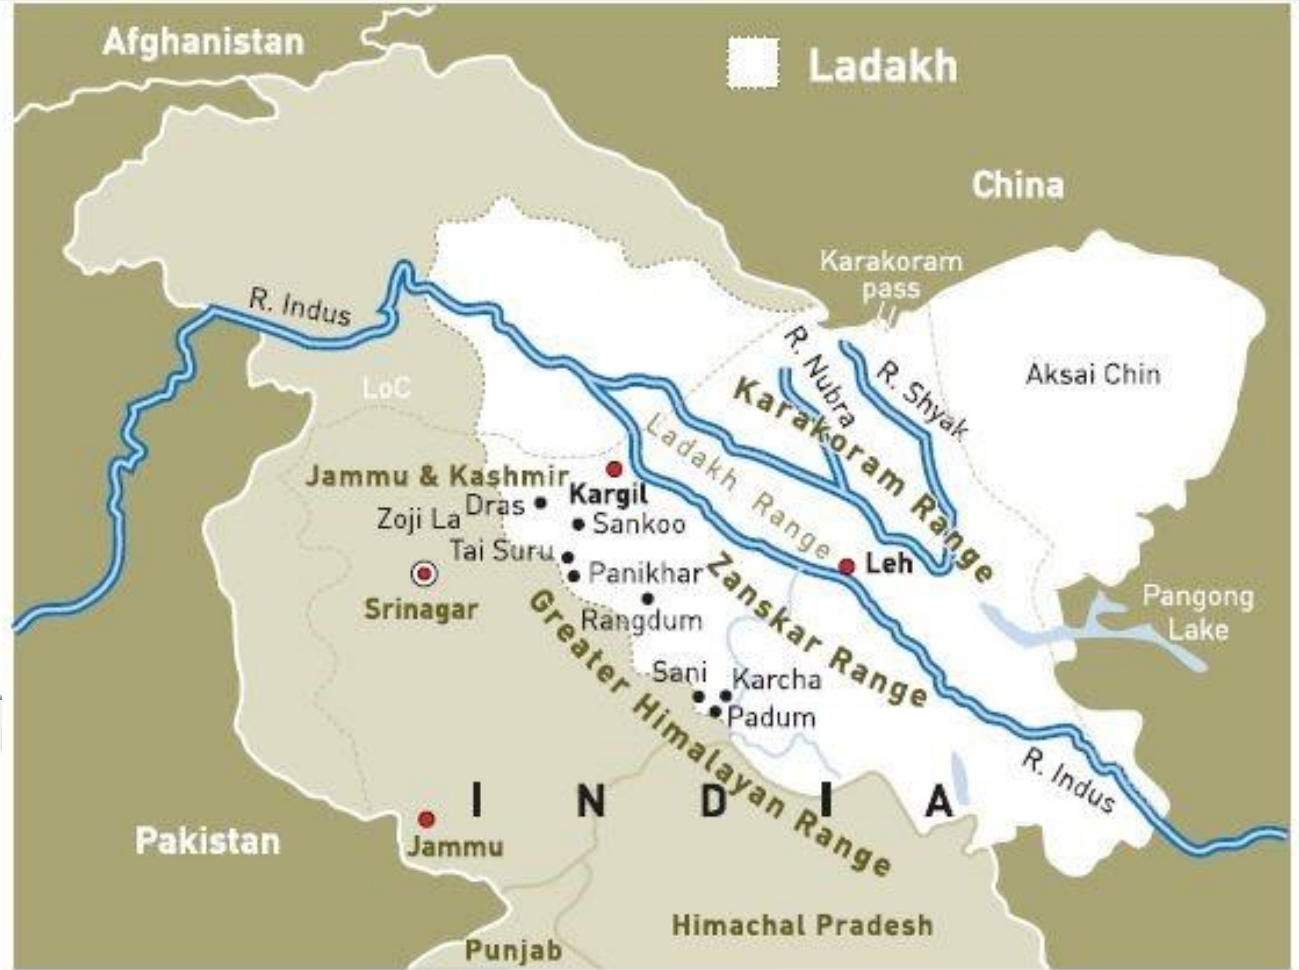 Afghanistan
Ladakh
China
Karakoram
pass
R. Indus
R. Nubra
R. Shyak
Aksai Chin
LoC
Karakoram Range
Ladakh Range
Jammu & Kashmir
Kargil
Dras
Zoji La
Sankoo
Tai Suru
Leh
Panikhar
Zanskar Range
Srinagar
Rangdum
Pangong
Lake
Greater Himalayan Range
Sani
Karcha
Padum
R. Indus
INDIA
Pakistan
Jammu
Himachal Pradesh
Punjab